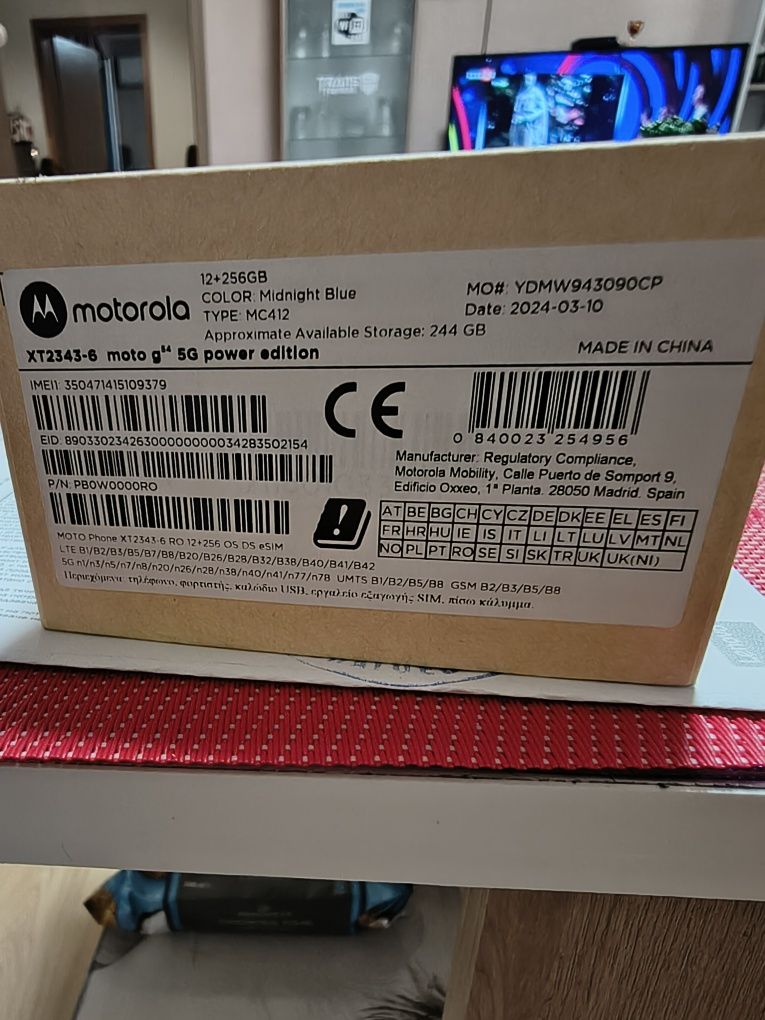 motorola
12+256GB
COLOR: Midnight Blue
TYPE: MC412
Approximate Available Storage: 244 GB
XT2343-6 moto g⁵⁴ 5G power edition
MO#: YDMW943090CP
Date: 2024-03-10
MADE IN CHINA
IMEI1: 350471415109379
EID: 89033023426300000000034283502154
P/N: PB0W0000RO
CE
0 840023 254956
Manufacturer: Regulatory Compliance,
Motorola Mobility, Calle Puerto de Somport 9,
Edificio Oxxeo, 1ª Planta. 28050 Madrid. Spain
AT BE BG CH CY CZ DE DK EE EL ES FI
FR HR HU IE IS IT LI LT LU LV MT NL
NO PL PT RO SE SI SK TR UK UK(NI)
MOTO Phone XT2343-6 RO 12+256 OS DS eSIM
LTE B1/B2/B3/B5/B7/B8/B20/B26/B28/B32/B38/B40/B41/B42
5G n1/n3/n5/n7/n8/n20/n26/n28/n38/n40/n41/n77/n78 UMTS B1/B2/B5/B8 GSM B2/B3/B5/B8
Περιεχόμενα: τηλέφωνο, φορτιστής, καλώδιο USB, εργαλείο εξαγωγής SIM, πίσω κάλυμμα.